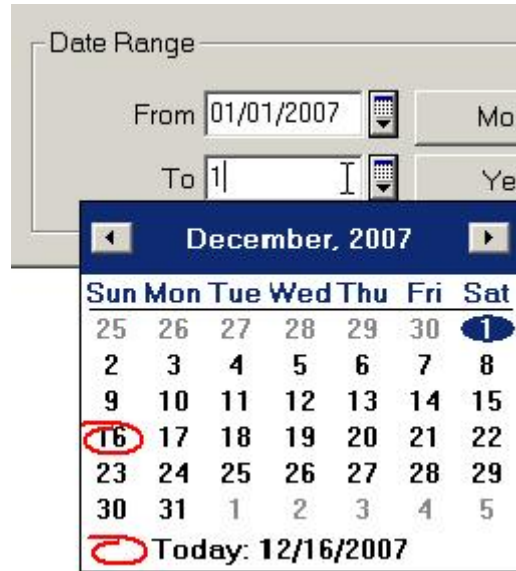 Date Range
From 01/01/2007 Mo
To 1 Ye
December, 2007
Sun Mon Tue Wed Thu Fri Sat
25 26 27 28 29 30 1
2 3 4 5 6 7 8
9 10 11 12 13 14 15
16 17 18 19 20 21 22
23 24 25 26 27 28 29
30 31 1 2 3 4 5
Today: 12/16/2007